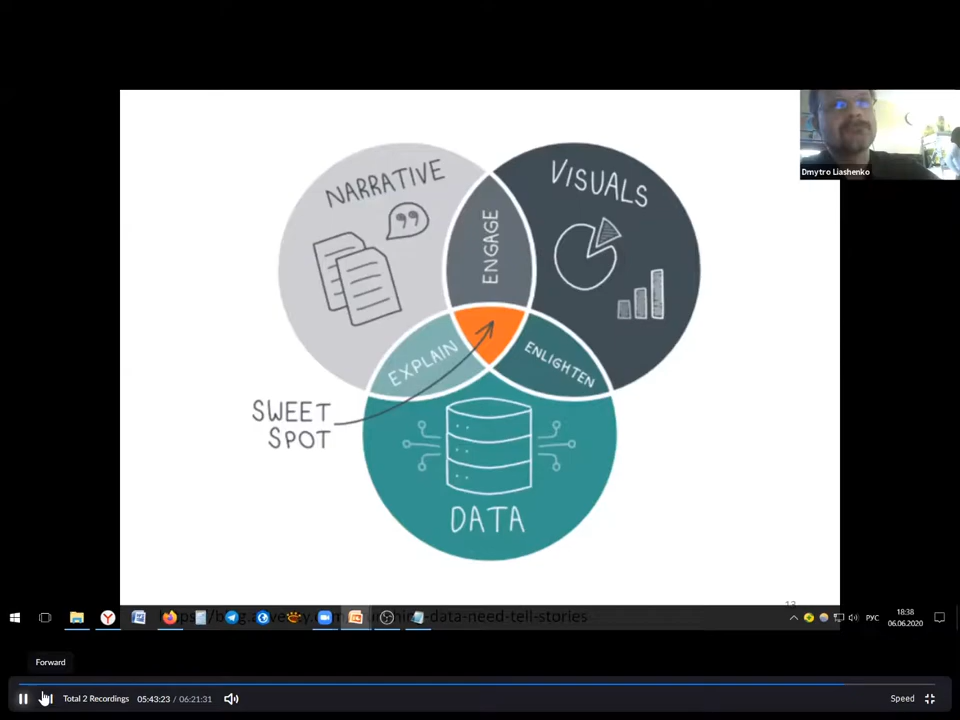 NARRATIVE
VISUALS
ENGAGE
EXPLAIN
ENLIGHTEN
SWEET
SPOT
DATA
Dmytro Liashenko
13
data-need-tell-stories
РУС
18:38
06.06.2020
Forward
Total 2 Recordings
05:43:23 / 06:21:31
Speed